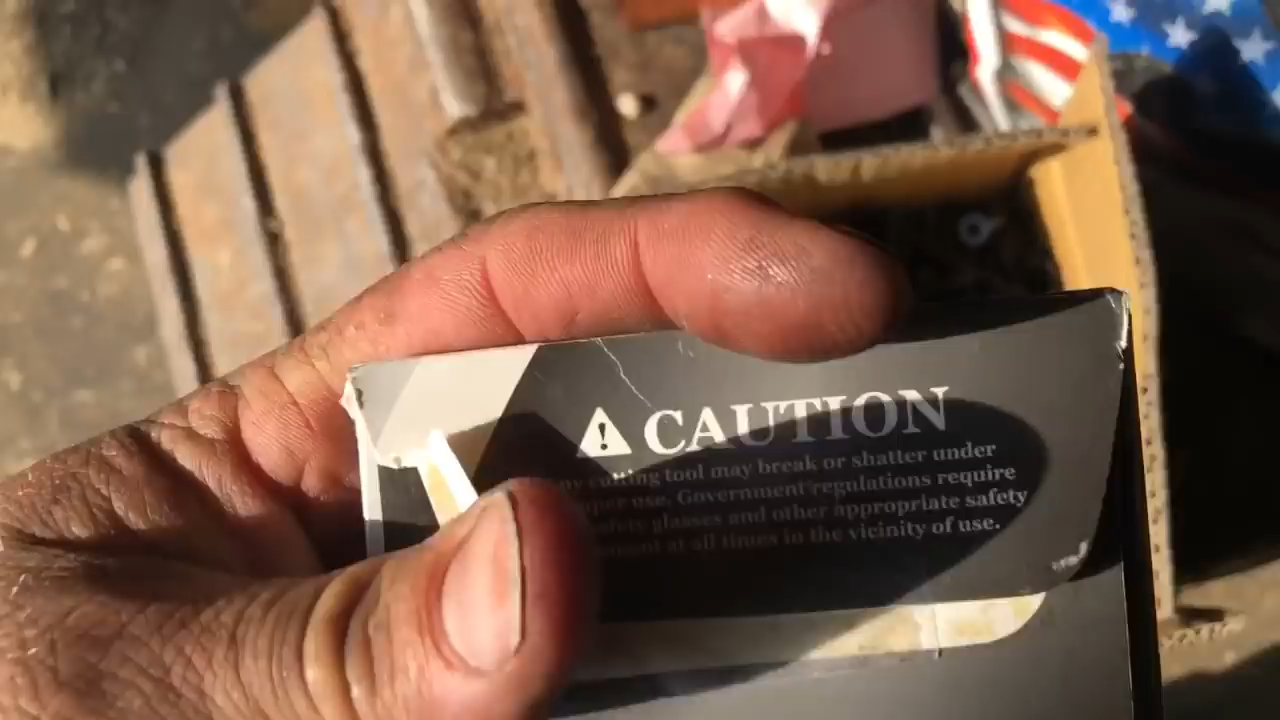 CAUTION
cutting tool may break or shatter under
use. Government regulations require
safety glasses and other appropriate safety
at all times in the vicinity of use.